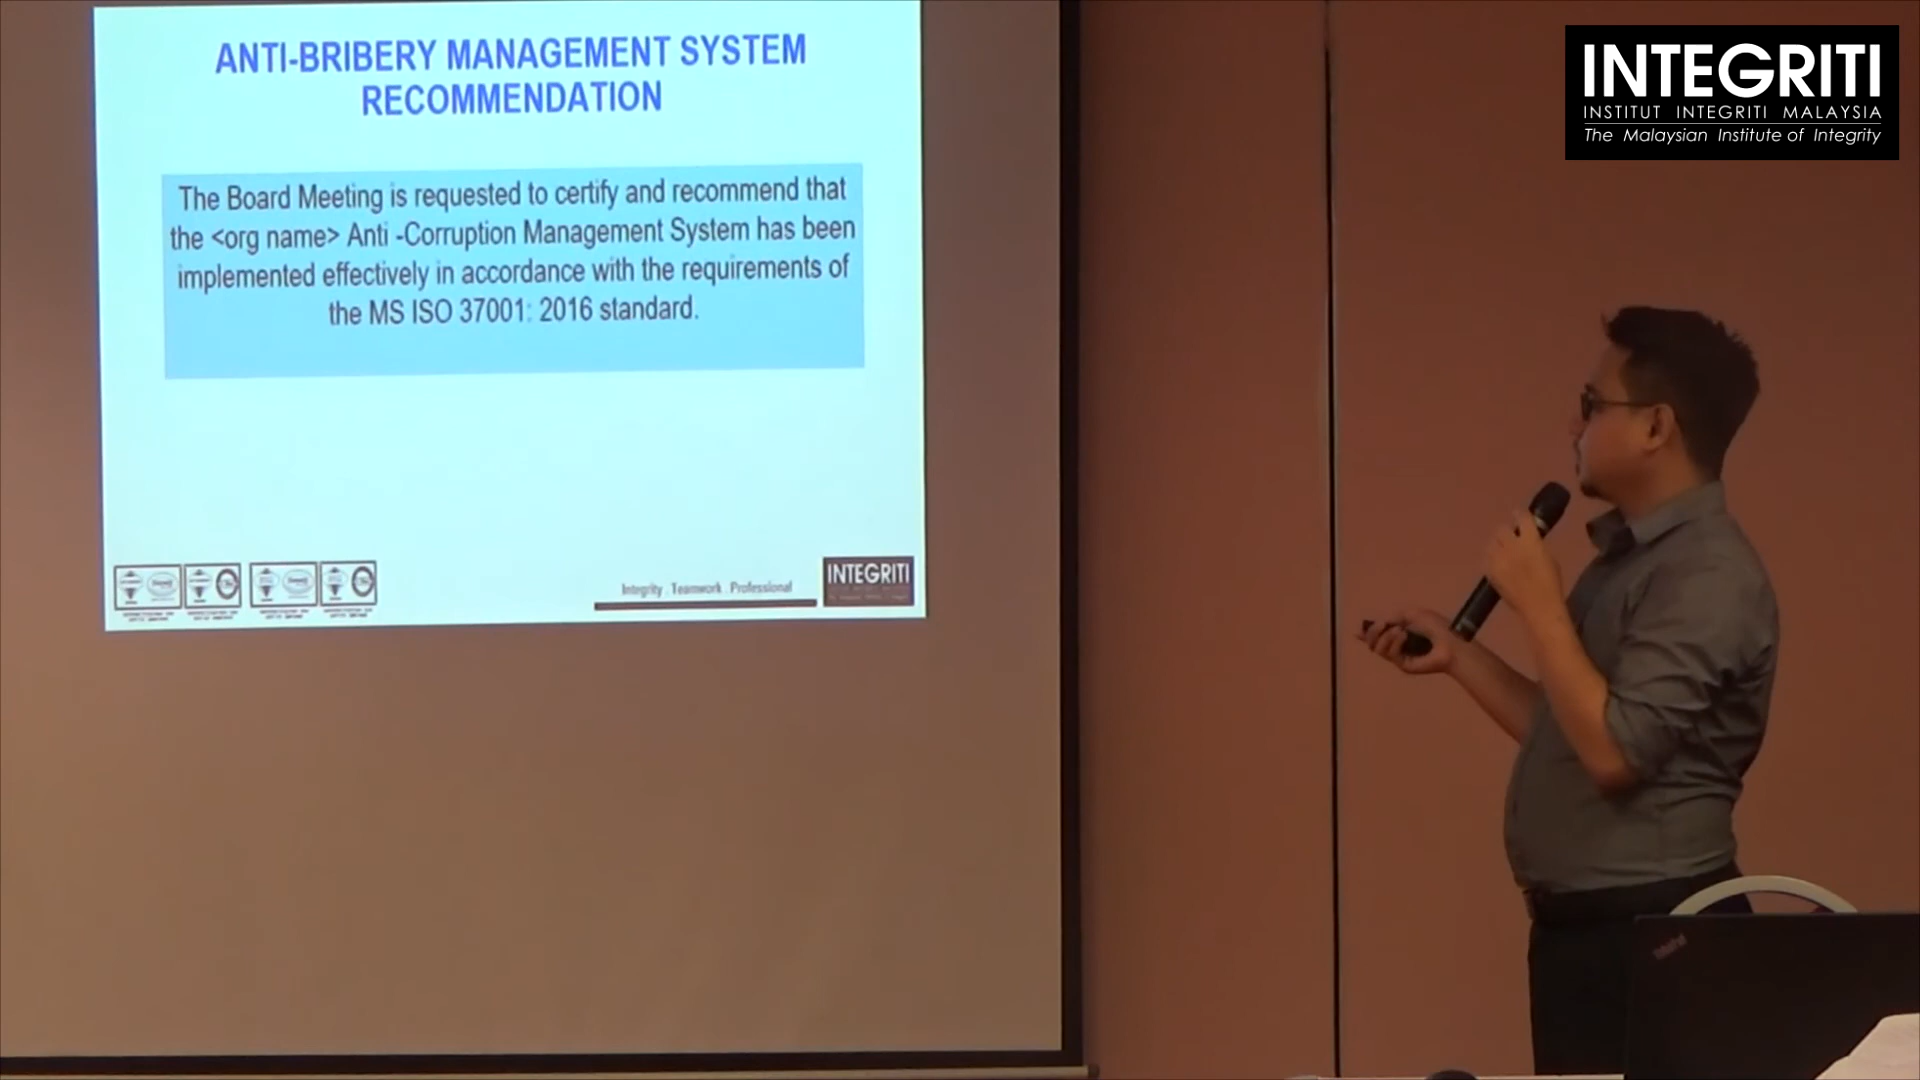 ANTI-BRIBERY MANAGEMENT SYSTEM
RECOMMENDATION
The Board Meeting is requested to certify and recommend that
the <org name> Anti -Corruption Management System has been
implemented effectively in accordance with the requirements of
the MS ISO 37001: 2016 standard.
Integrity . Teamwork . Professional
INTEGRITI
INTEGRITI
INSTITUT INTEGRITI MALAYSIA
The Malaysian Institute of Integrity
ThinkPad